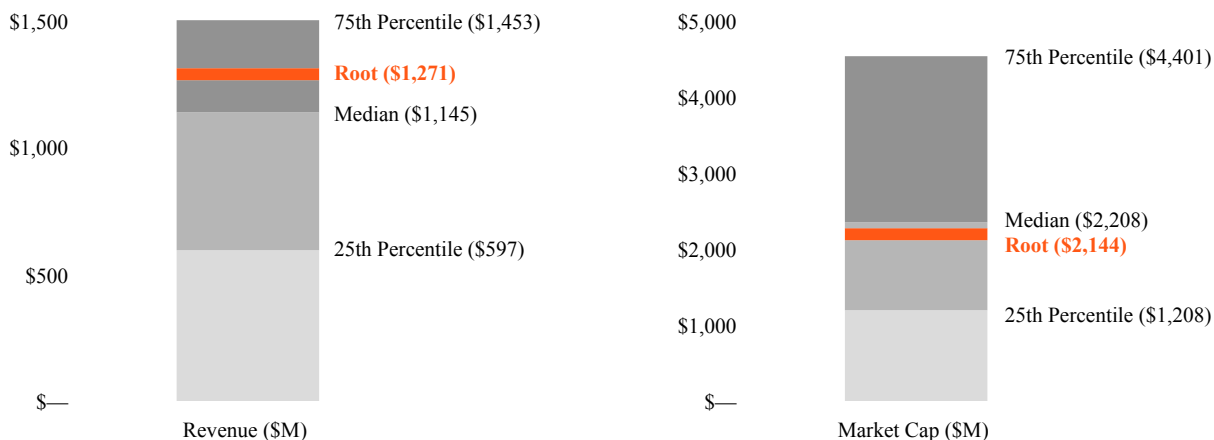 $1,500
75th Percentile ($1,453)
Root ($1,271)
Median ($1,145)
$1,000
25th Percentile ($597)
$500
$—
Revenue ($M)
$5,000
75th Percentile ($4,401)
$4,000
$3,000
Median ($2,208)
Root ($2,144)
$2,000
25th Percentile ($1,208)
$1,000
$—
Market Cap ($M)